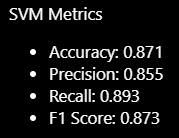 SVM Metrics
• Accuracy: 0.871
• Precision: 0.855
• Recall: 0.893
• F1 Score: 0.873